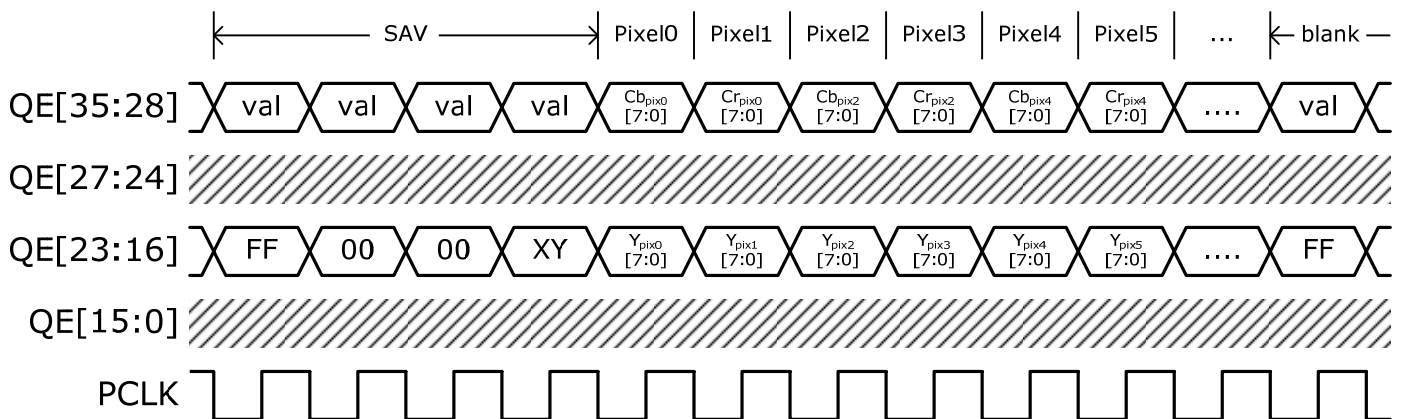 SAV Pixel0 Pixel1 Pixel2 Pixel3 Pixel4 Pixel5 ... blank
QE[35:28] val val val val Cbpix0 [7:0] Crpix0 [7:0] Cbpix2 [7:0] Crpix2 [7:0] Cbpix4 [7:0] Crpix4 [7:0] .... val
QE[27:24]
QE[23:16] FF 00 00 XY Ypix0 [7:0] Ypix1 [7:0] Ypix2 [7:0] Ypix3 [7:0] Ypix4 [7:0] Ypix5 [7:0] .... FF
QE[15:0]
PCLK